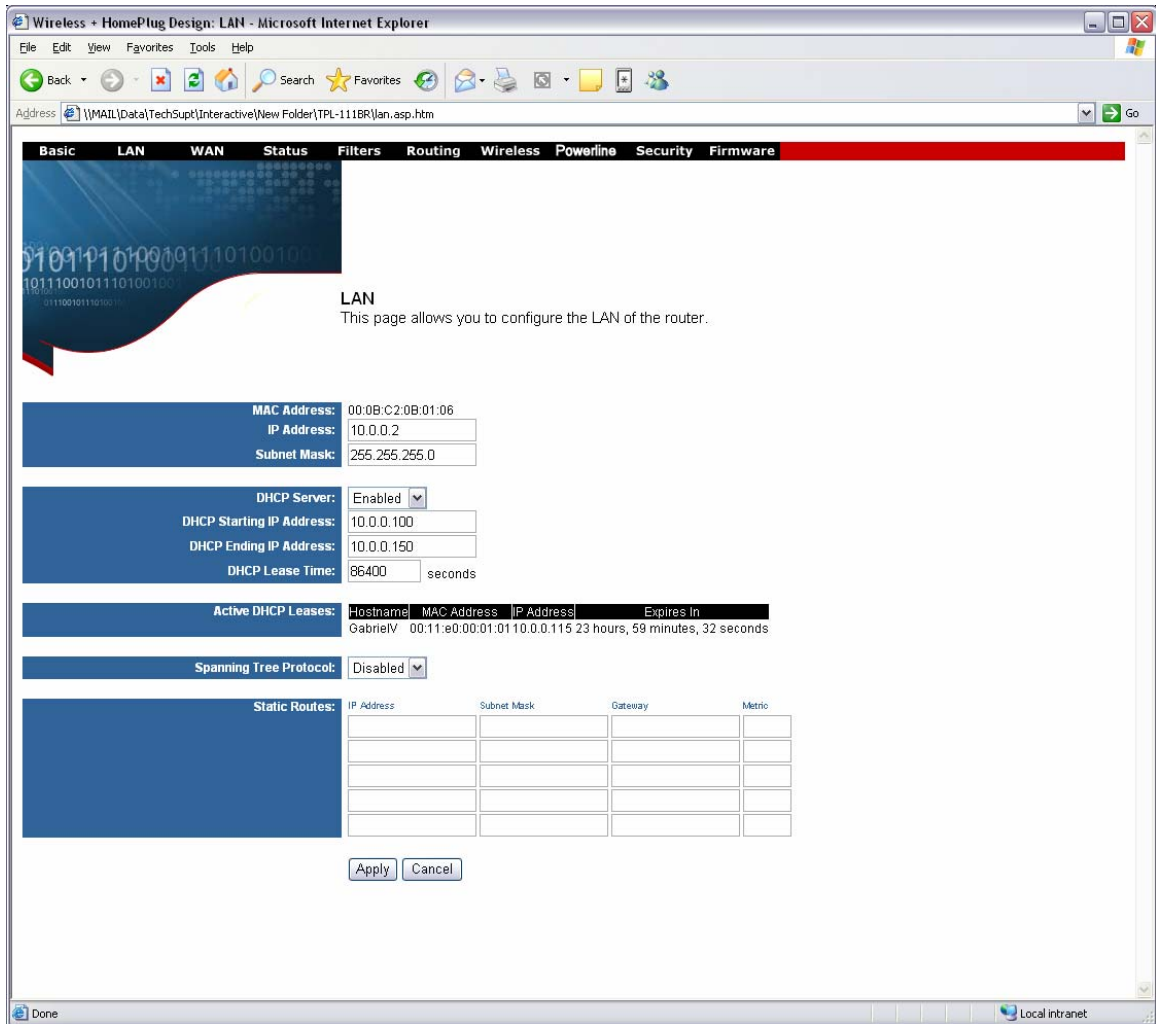 Wireless + HomePlug Design: LAN - Microsoft Internet Explorer
File Edit View Favorites Tools Help
Back Search Favorites
Address \\MAIL\Data\TechSupt\Interactive\New Folder\TPL-111BR\lan.asp.htm Go
Basic LAN WAN Status Filters Routing Wireless Powerline Security Firmware
LAN
This page allows you to configure the LAN of the router.
MAC Address: 00:0B:C2:0B:01:06
IP Address: 10.0.0.2
Subnet Mask: 255.255.255.0
DHCP Server: Enabled
DHCP Starting IP Address: 10.0.0.100
DHCP Ending IP Address: 10.0.0.150
DHCP Lease Time: 86400 seconds
Active DHCP Leases: Hostname MAC Address IP Address Expires In
GabrielV 00:11:e0:00:01:01 10.0.0.115 23 hours, 59 minutes, 32 seconds
Spanning Tree Protocol: Disabled
Static Routes: IP Address Subnet Mask Gateway Metric
Apply Cancel
Done Local intranet